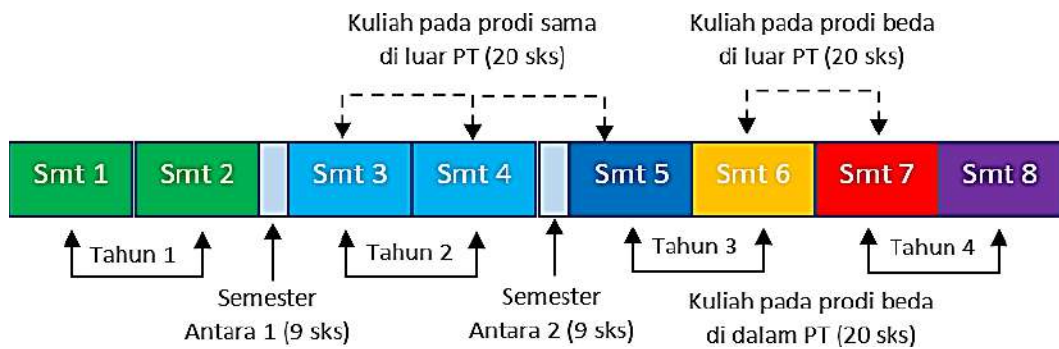 Kuliah pada prodi sama
di luar PT (20 sks)
Kuliah pada prodi beda
di luar PT (20 sks)
Smt 1
Smt 2
Smt 3
Smt 4
Smt 5
Smt 6
Smt 7
Smt 8
Tahun 1
Tahun 2
Tahun 3
Tahun 4
Semester
Antara 1 (9 sks)
Semester
Antara 2 (9 sks)
Kuliah pada prodi beda
di dalam PT (20 sks)